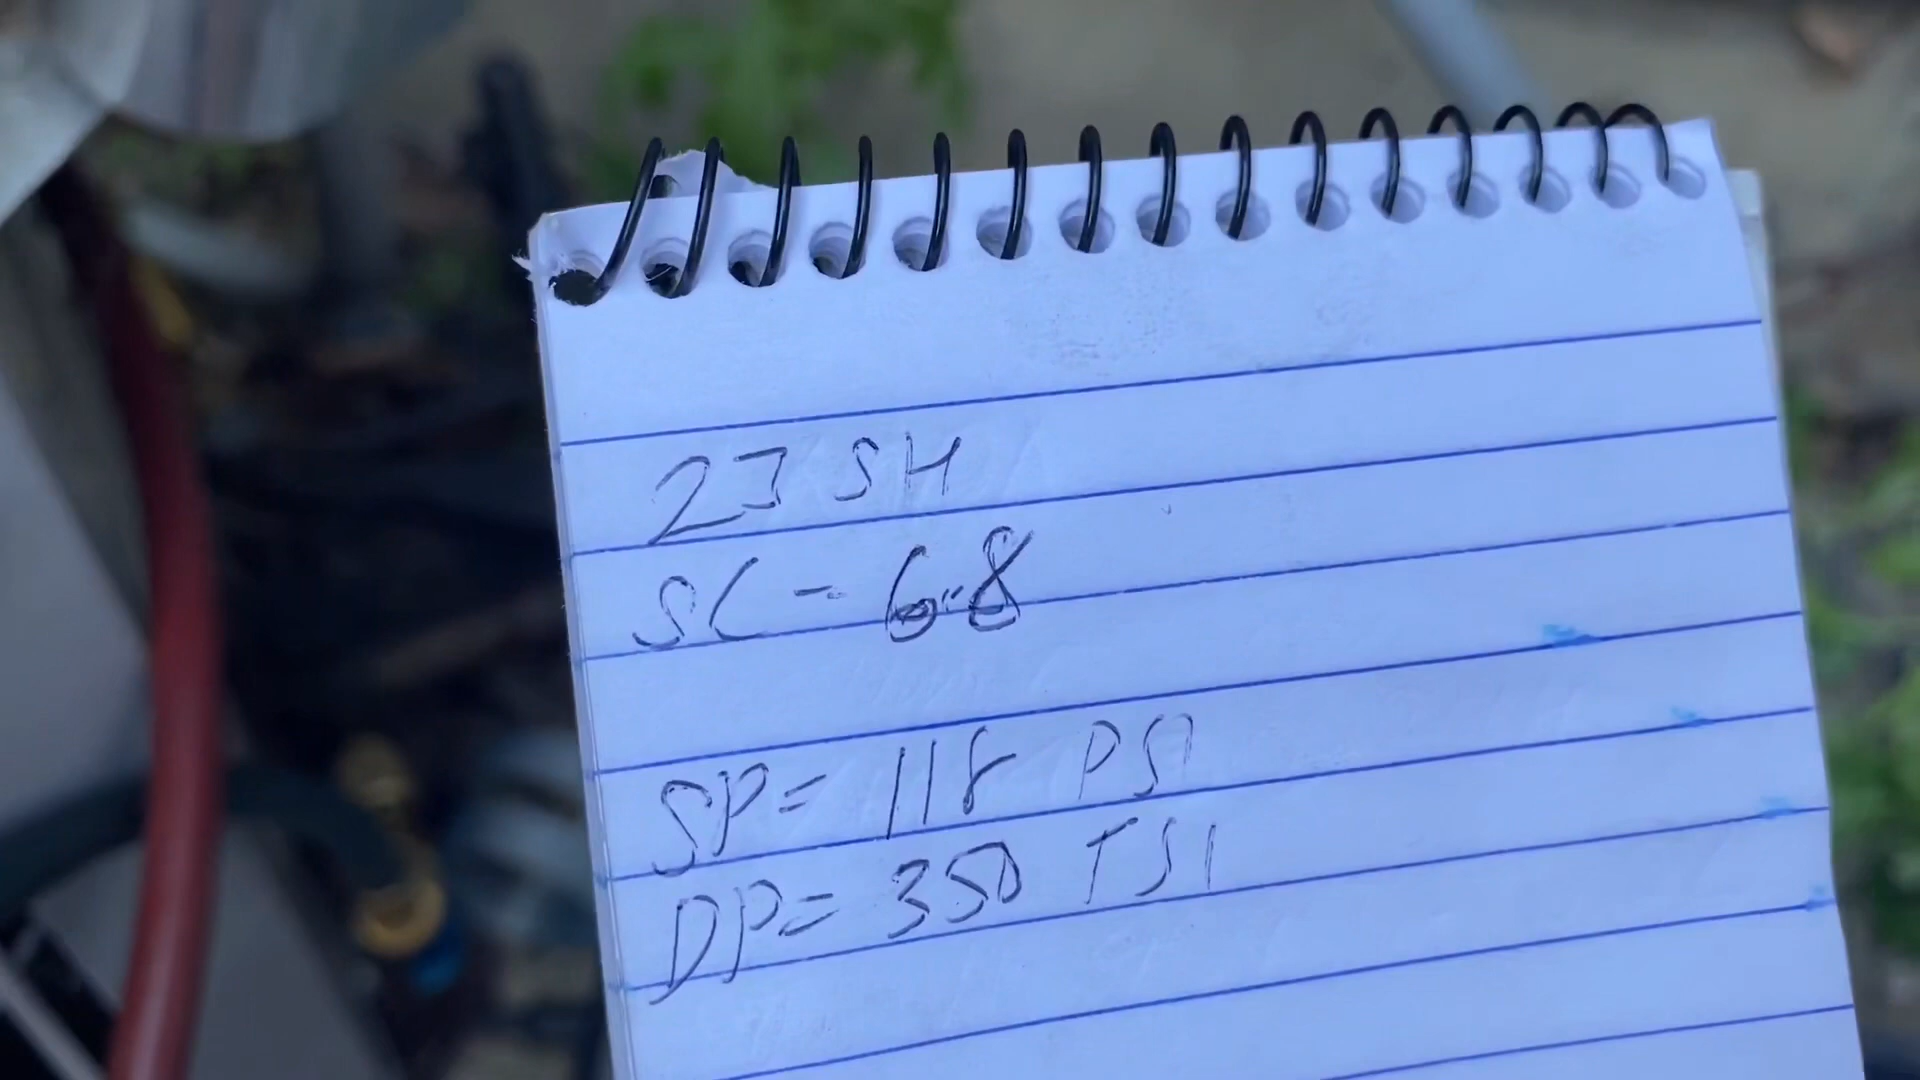 23 SH
SC - 6.8
SP= 118 PSI
DP= 350 PSI